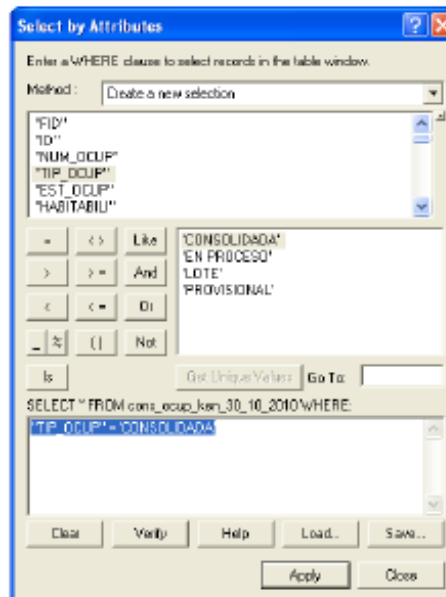 Select by Attributes
Enter a WHERE clause to select records in the table window.
Method : Create a new selection
"FID"
"ID"
"NUM_OCUP"
"TIP_OCUP"
"EST_OCUP"
"HABITABILI"
= < > Like
> > = And
< < = Or
_ % ( ) Not
Is
'CONSOLIDADA'
'EN PROCESO'
'LOTE'
'PROVISIONAL'
Get Unique Values Go To:
SELECT * FROM cons_ocup_ken_30_10_2010 WHERE:
"TIP_OCUP" = 'CONSOLIDADA'
Clear Verify Help Load... Save...
Apply Close